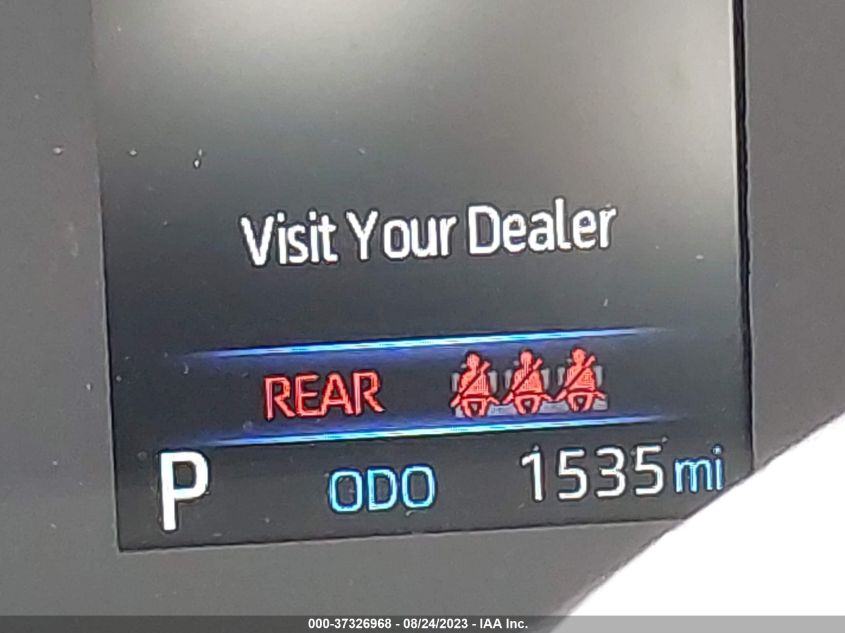 Visit Your Dealer
REAR
P ODO 1535 mi
000-37326968 - 08/24/2023 - IAA Inc.